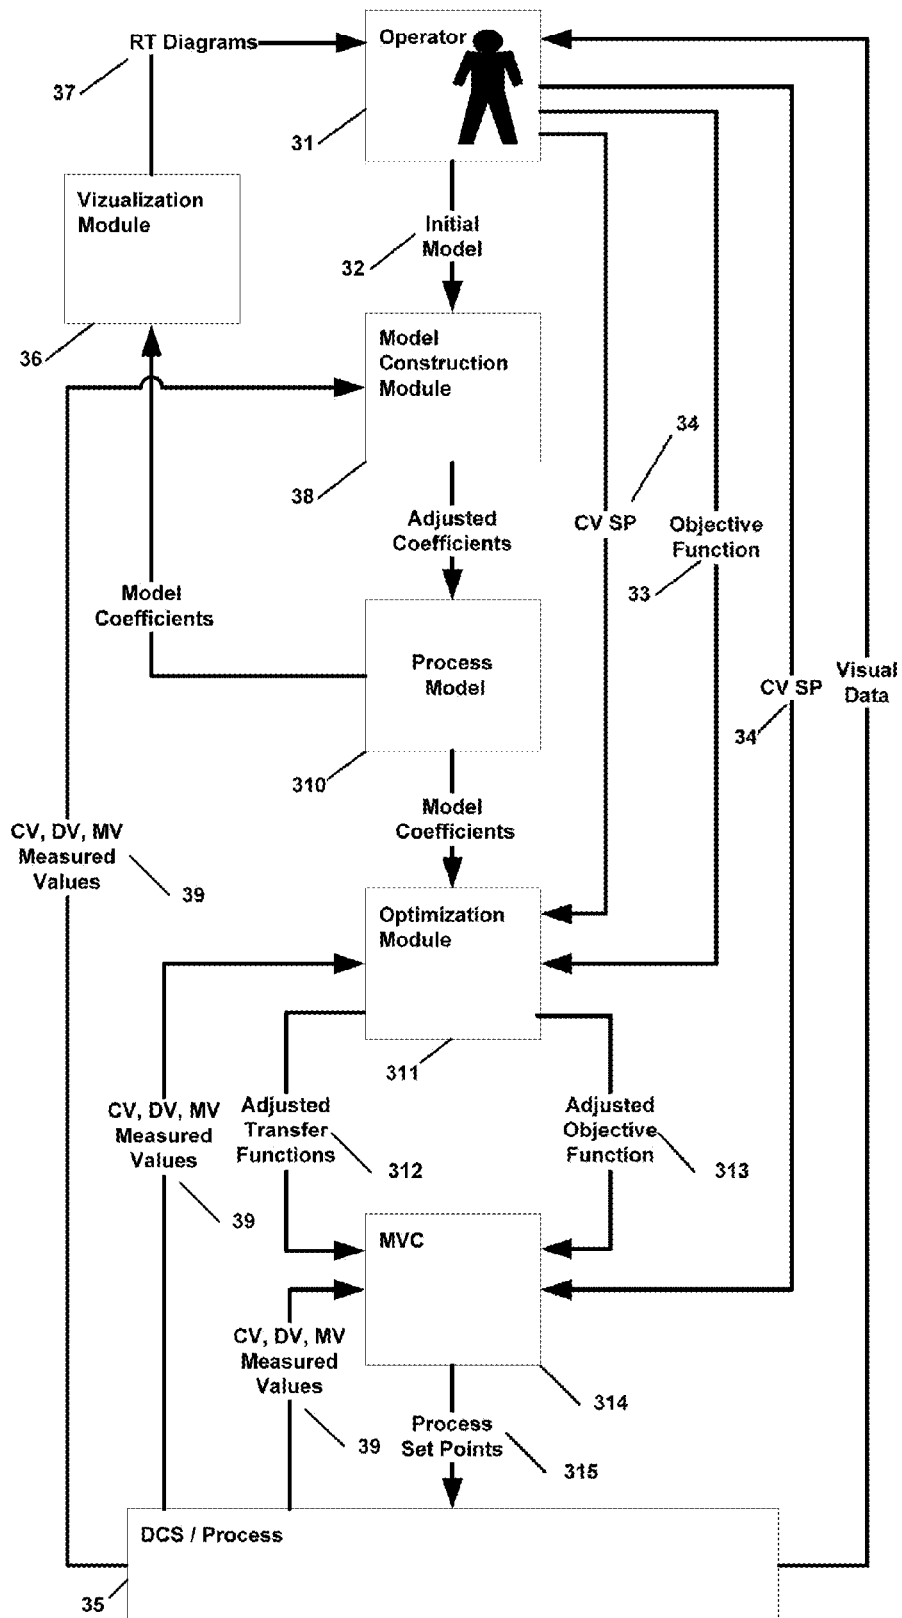 RT Diagrams
37
Operator
31
Vizualization
Module
36
Initial
Model
32
Model
Construction
Module
38
34
CV SP
Objective
Function
33
Adjusted
Coefficients
Model
Coefficients
Process
Model
310
CV SP
34
Visual
Data
Model
Coefficients
CV, DV, MV
Measured
Values
39
Optimization
Module
311
CV, DV, MV
Measured
Values
39
Adjusted
Transfer
Functions
312
Adjusted
Objective
Function
313
MVC
314
CV, DV, MV
Measured
Values
39
Process
Set Points
315
DCS / Process
35